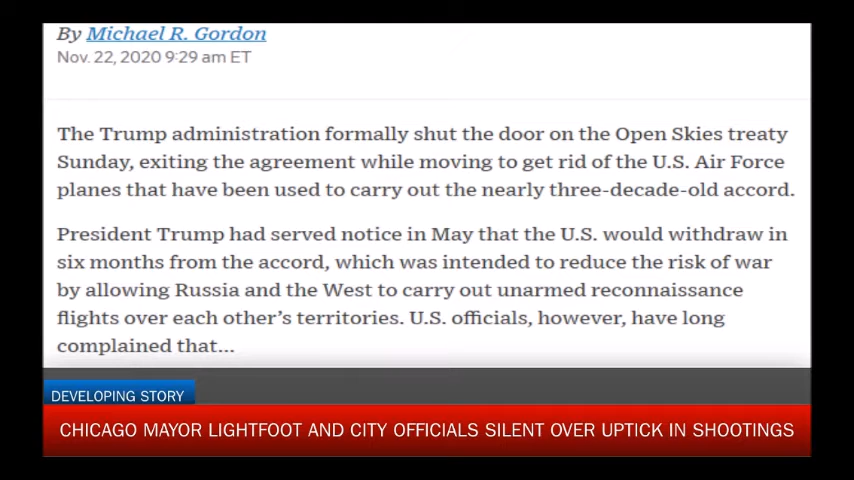 By Michael R. Gordon
Nov. 22, 2020 9:29 am ET
The Trump administration formally shut the door on the Open Skies treaty
Sunday, exiting the agreement while moving to get rid of the U.S. Air Force
planes that have been used to carry out the nearly three-decade-old accord.
President Trump had served notice in May that the U.S. would withdraw in
six months from the accord, which was intended to reduce the risk of war
by allowing Russia and the West to carry out unarmed reconnaissance
flights over each other's territories. U.S. officials, however, have long
complained that...
DEVELOPING STORY
CHICAGO MAYOR LIGHTFOOT AND CITY OFFICIALS SILENT OVER UPTICK IN SHOOTINGS